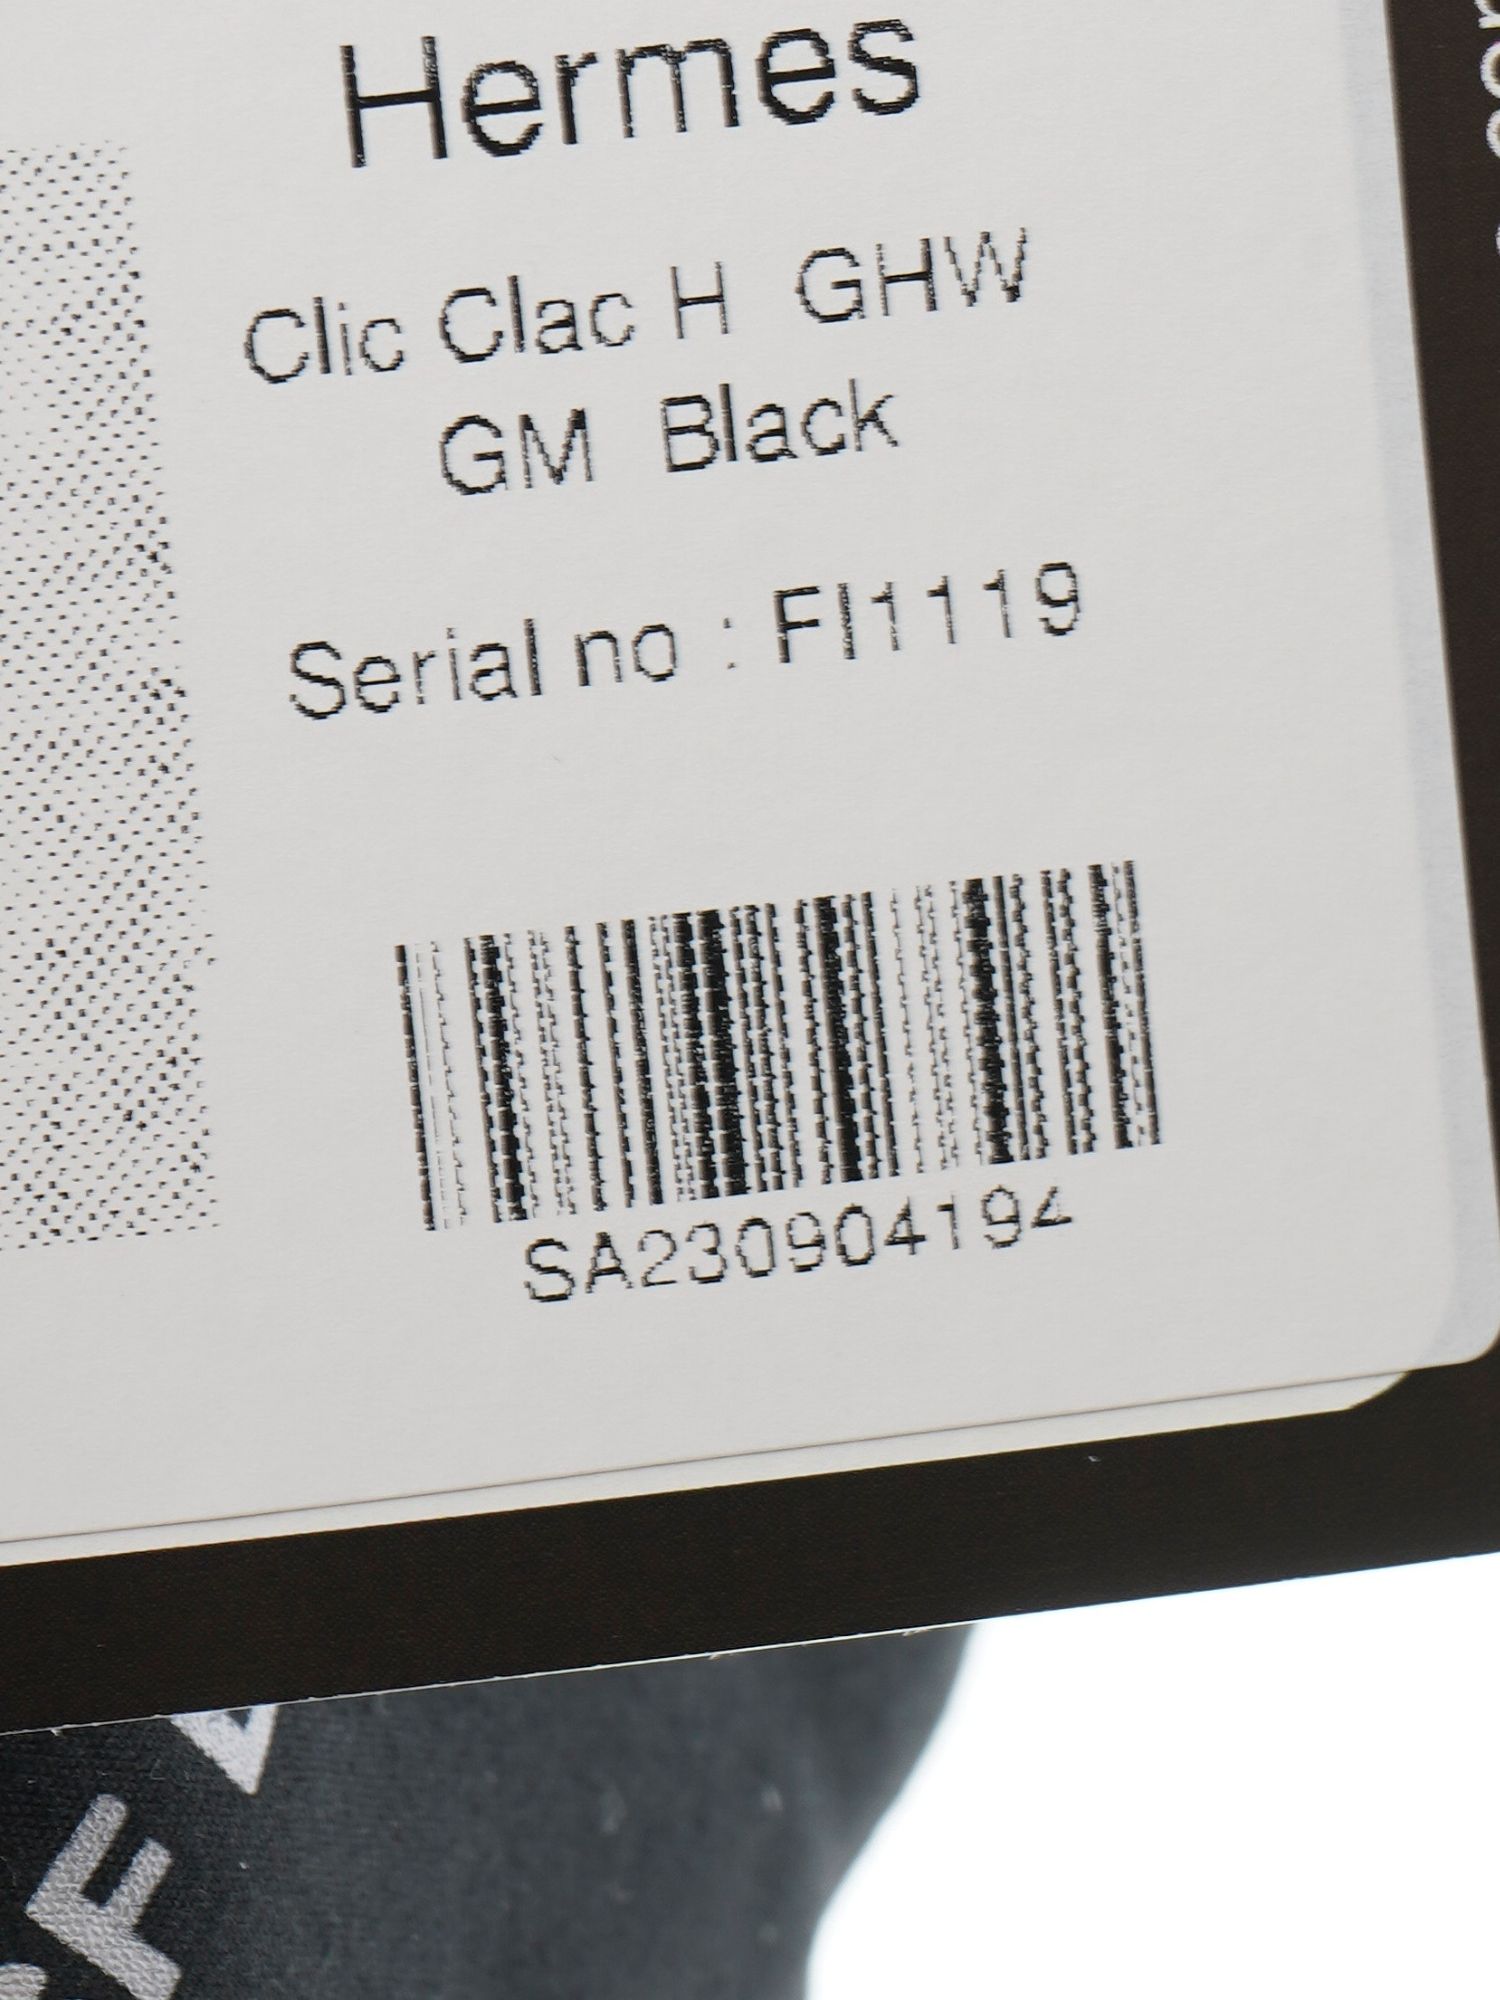 Hermes
Clic Clac H GHW
GM Black
Serial no : FI1119
SA230904194